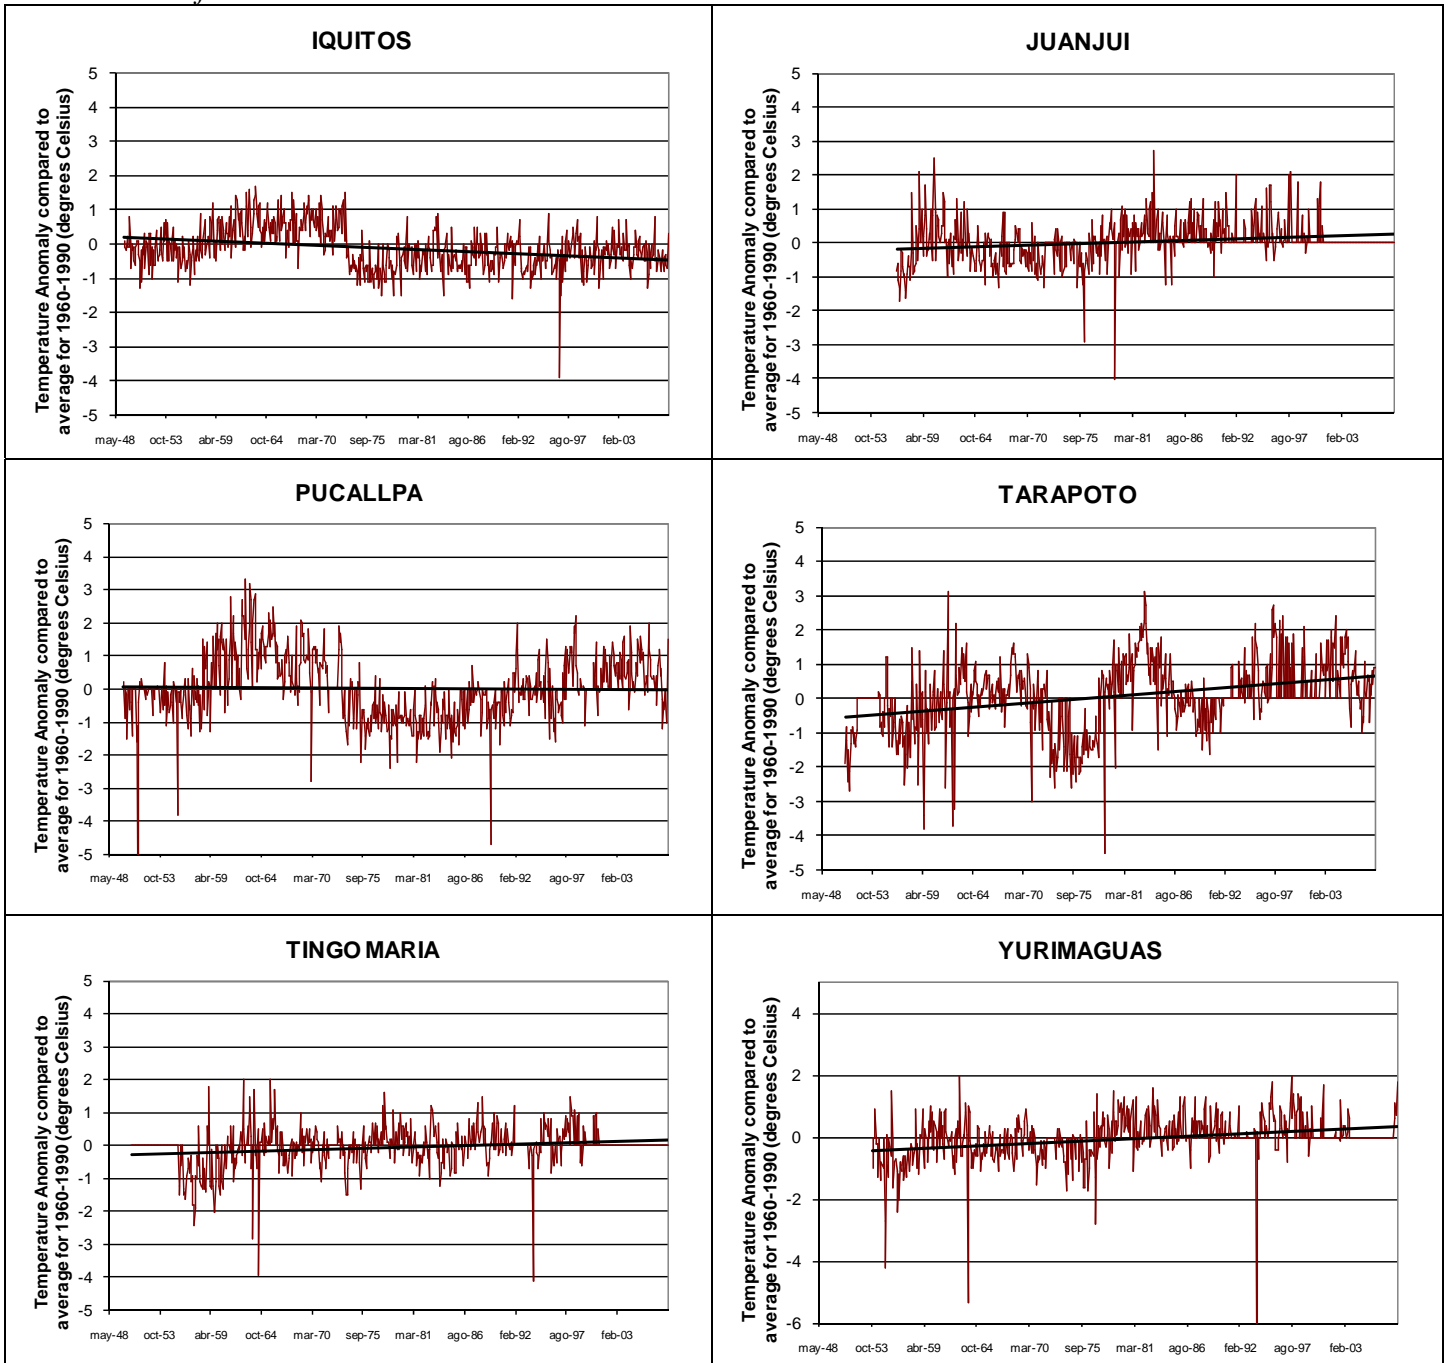 IQUITOS
Temperature Anomaly compared to
average for 1960-1990 (degrees Celsius)
5
4
3
2
1
0
-1
-2
-3
-4
-5
may-48 oct-53 abr-59 oct-64 mar-70 sep-75 mar-81 ago-86 feb-92 ago-97 feb-03
JUANJUI
Temperature Anomaly compared to
average for 1960-1990 (degrees Celsius)
5
4
3
2
1
0
-1
-2
-3
-4
-5
may-48 oct-53 abr-59 oct-64 mar-70 sep-75 mar-81 ago-86 feb-92 ago-97 feb-03
PUCALLPA
Temperature Anomaly compared to
average for 1960-1990 (degrees Celsius)
5
4
3
2
1
0
-1
-2
-3
-4
-5
may-48 oct-53 abr-59 oct-64 mar-70 sep-75 mar-81 ago-86 feb-92 ago-97 feb-03
TARAPOTO
Temperature Anomaly compared to
average for 1960-1990 (degrees Celsius)
5
4
3
2
1
0
-1
-2
-3
-4
-5
may-48 oct-53 abr-59 oct-64 mar-70 sep-75 mar-81 ago-86 feb-92 ago-97 feb-03
TINGO MARIA
Temperature Anomaly compared to
average for 1960-1990 (degrees Celsius)
5
4
3
2
1
0
-1
-2
-3
-4
-5
may-48 oct-53 abr-59 oct-64 mar-70 sep-75 mar-81 ago-86 feb-92 ago-97 feb-03
YURIMAGUAS
Temperature Anomaly compared to
average for 1960-1990 (degrees Celsius)
4
2
0
-2
-4
-6
may-48 oct-53 abr-59 oct-64 mar-70 sep-75 mar-81 ago-86 feb-92 ago-97 feb-03